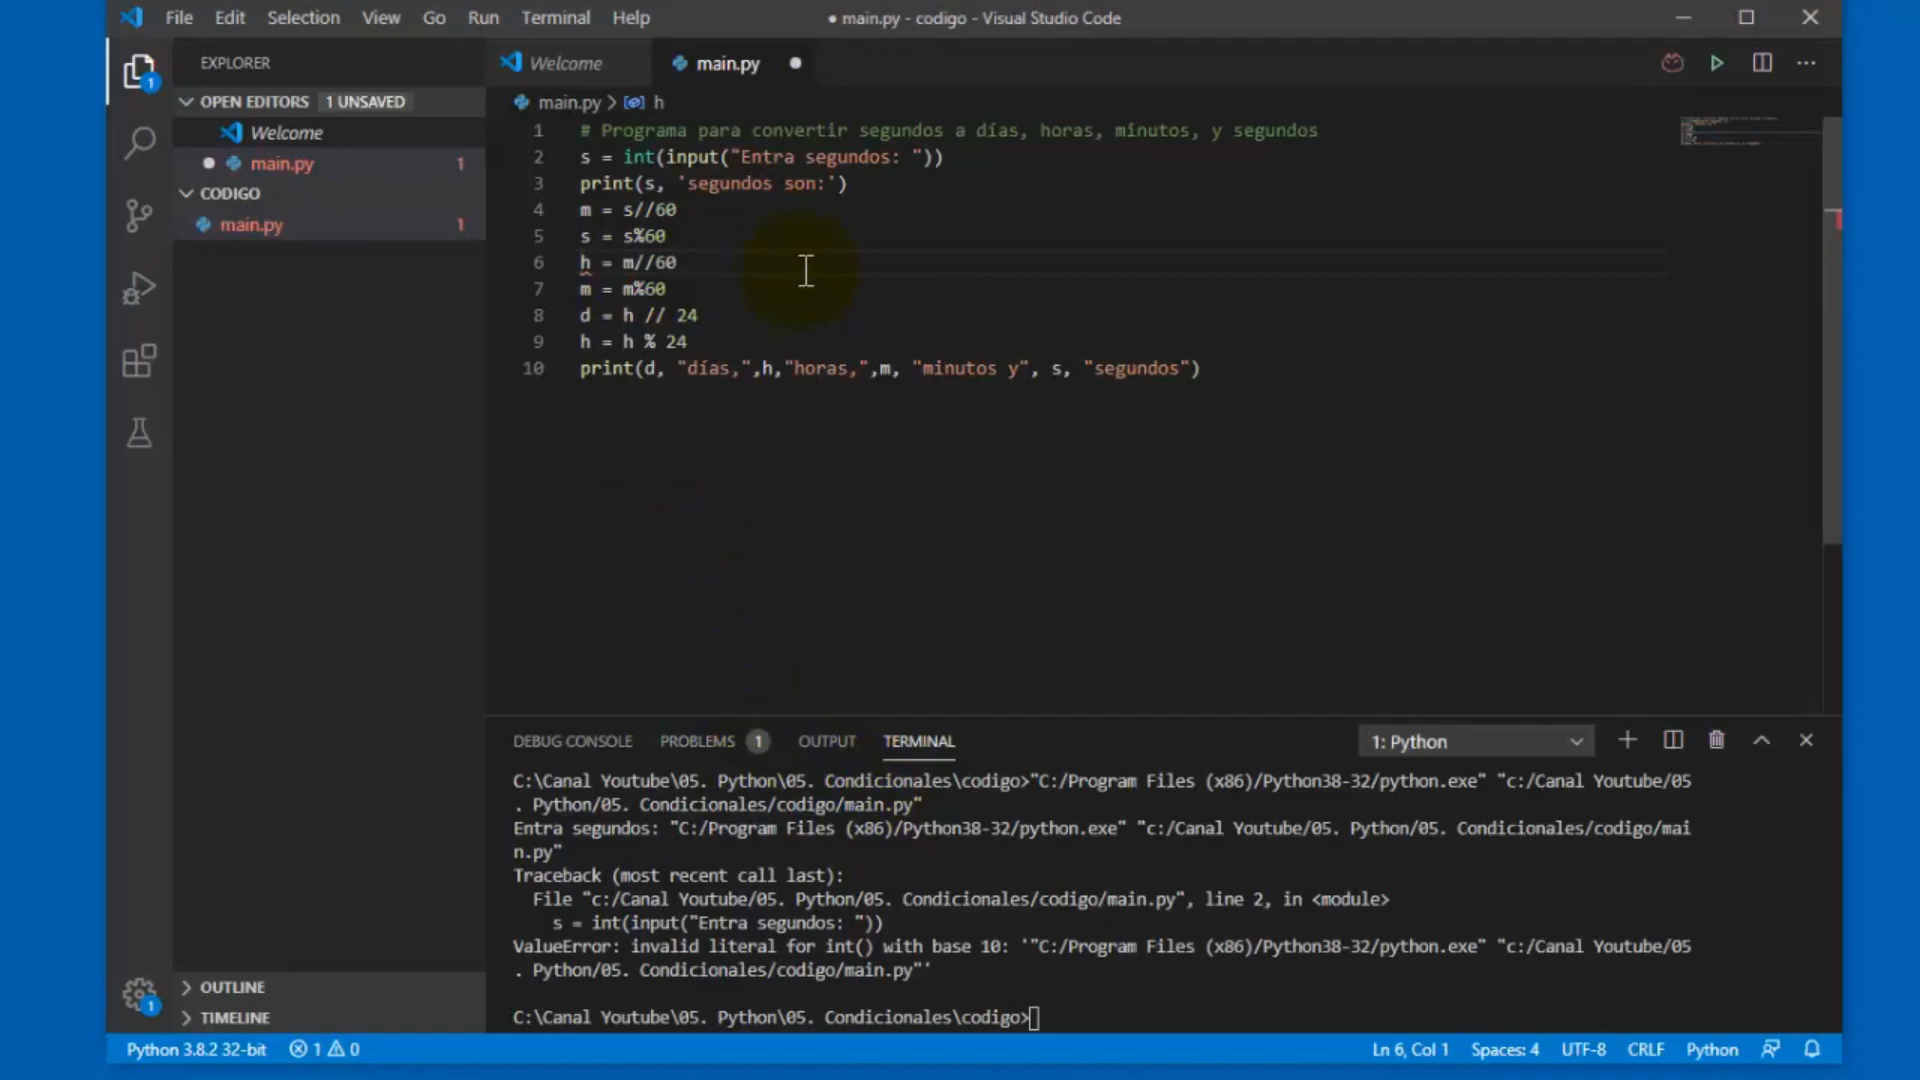 File Edit Selection View Go Run Terminal Help ● main.py - codigo - Visual Studio Code
EXPLORER
OPEN EDITORS 1 UNSAVED
Welcome
main.py 1
CODIGO
main.py 1
OUTLINE
TIMELINE
Welcome main.py
main.py > h
1 # Programa para convertir segundos a días, horas, minutos, y segundos
2 s = int(input("Entra segundos: "))
3 print(s, 'segundos son:')
4 m = s//60
5 s = s%60
6 h = m//60
7 m = m%60
8 d = h // 24
9 h = h % 24
10 print(d, "días,",h,"horas,",m, "minutos y", s, "segundos")
DEBUG CONSOLE PROBLEMS 1 OUTPUT TERMINAL 1: Python
C:\Canal Youtube\05. Python\05. Condicionales\codigo>"C:/Program Files (x86)/Python38-32/python.exe" "c:/Canal Youtube/05
. Python/05. Condicionales/codigo/main.py"
Entra segundos: "C:/Program Files (x86)/Python38-32/python.exe" "c:/Canal Youtube/05. Python/05. Condicionales/codigo/mai
n.py"
Traceback (most recent call last):
File "c:/Canal Youtube/05. Python/05. Condicionales/codigo/main.py", line 2, in <module>
s = int(input("Entra segundos: "))
ValueError: invalid literal for int() with base 10: '"C:/Program Files (x86)/Python38-32/python.exe" "c:/Canal Youtube/05
. Python/05. Condicionales/codigo/main.py"'
C:\Canal Youtube\05. Python\05. Condicionales\codigo>
1
1
Python 3.8.2 32-bit 1 0 Ln 6, Col 1 Spaces: 4 UTF-8 CRLF Python